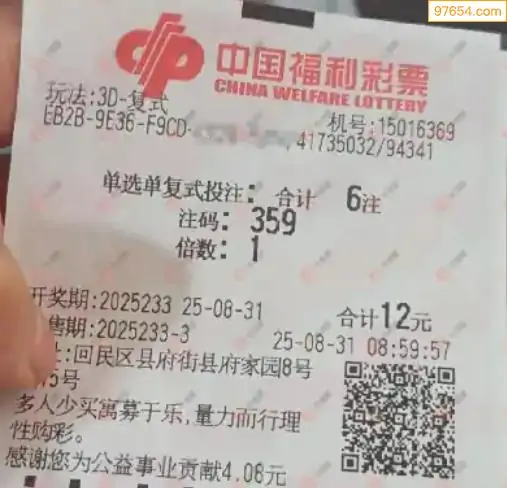 97654.com
中国福利彩票
CHINA WELFARE LOTTERY
玩法:3D-复式
机号:15016369
EB2B-9E36-F9CD-
,41735032/94341
单选单复式投注: 合计 6注
注码: 359
倍数: 1
开奖期:2025233 25-08-31
合计12元
售期:2025233-3
25-08-31 08:59:57
址:回民区县府街县府家园8号
5号
多人少买寓募于乐,量力而行理
性购彩。
感谢您为公益事业贡献4.08元